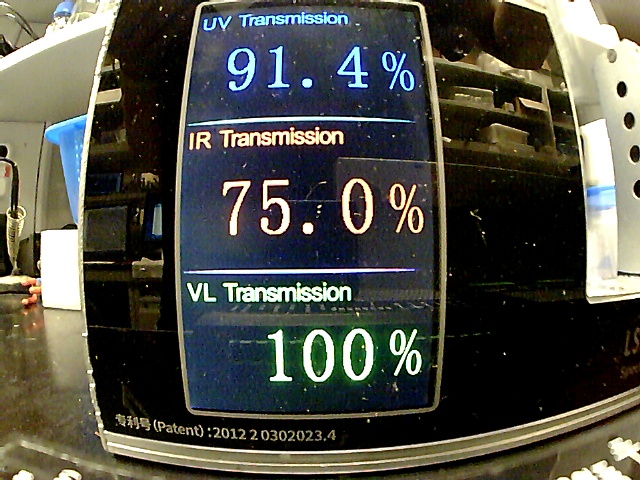 UV Transmission
91.4%
IR Transmission
75.0%
VL Transmission
100%
LS
专利号(Patent):2012 2 0302023.4